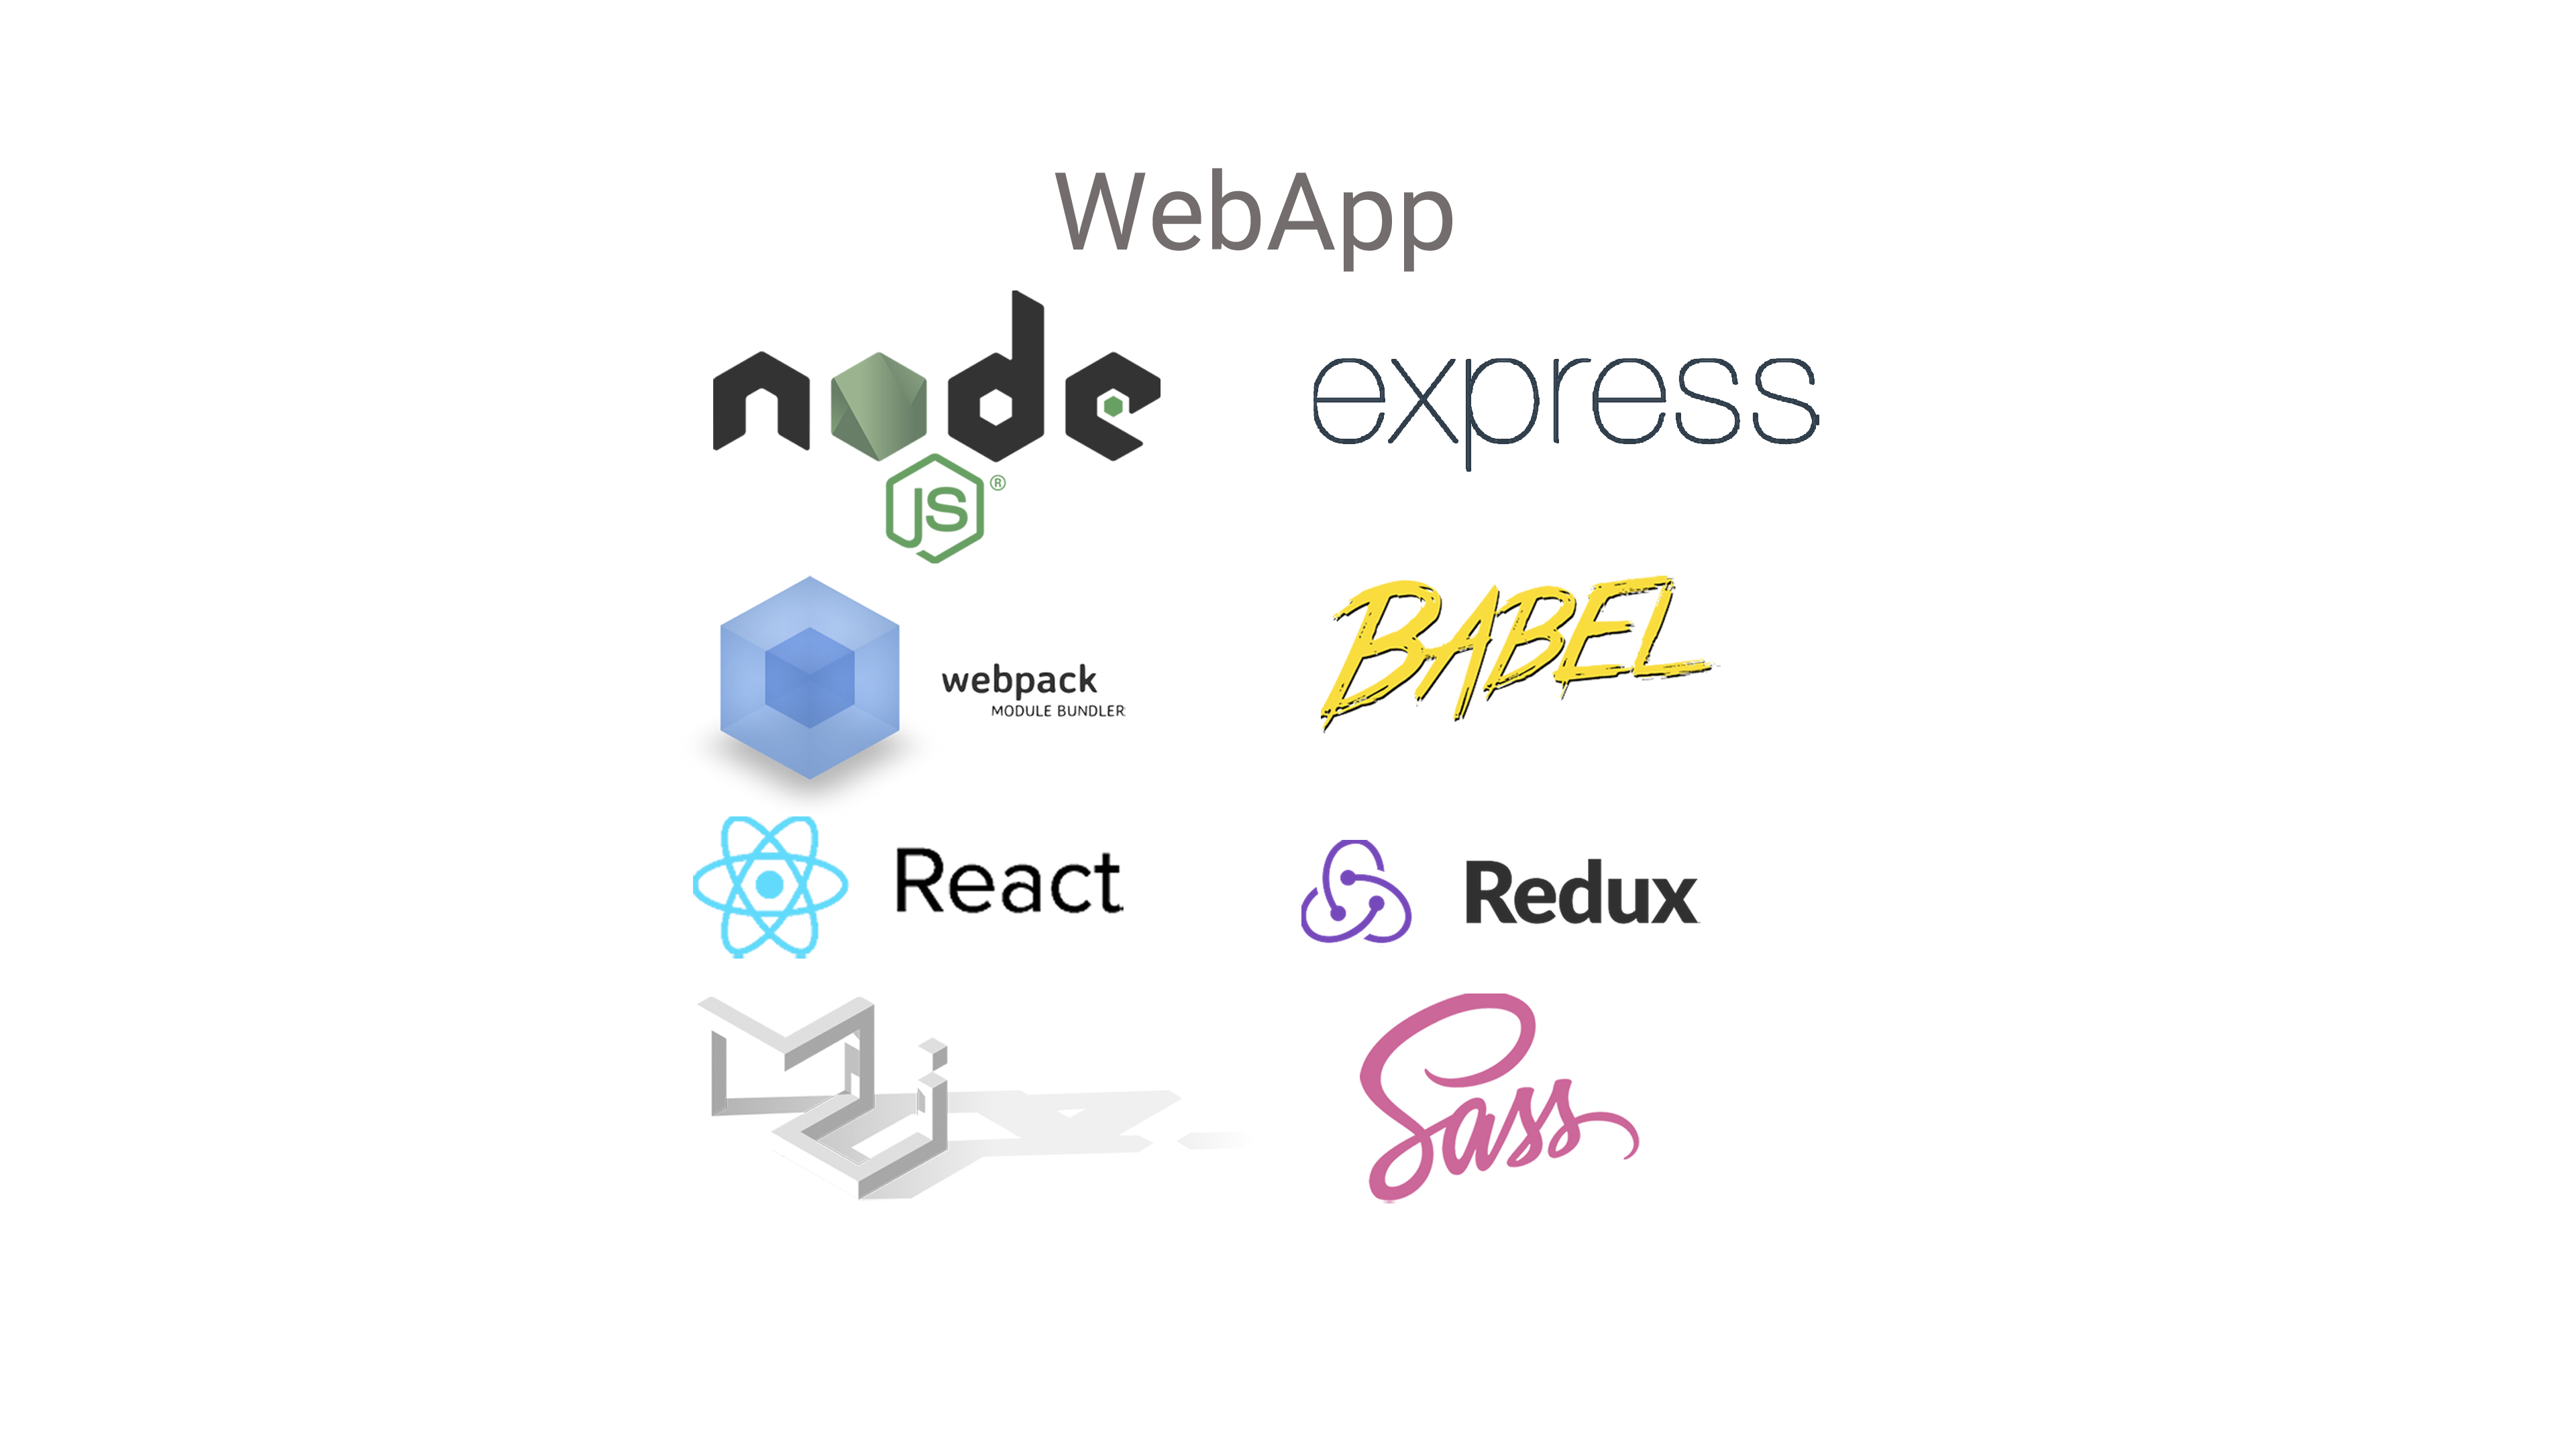 WebApp
node
JS®
express
webpack
MODULE BUNDLER
BABEL
React
Redux
Sass